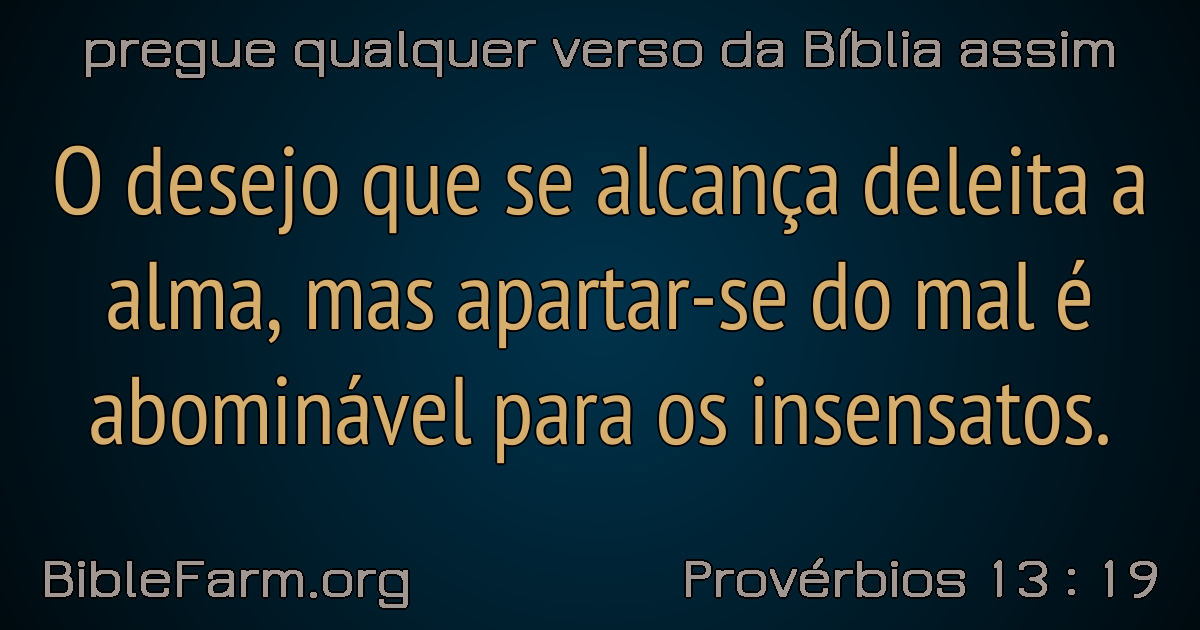 pregue qualquer verso da Bíblia assim
O desejo que se alcança deleita a
alma, mas apartar-se do mal é
abominável para os insensatos.
BibleFarm.org
Provérbios 13 : 19